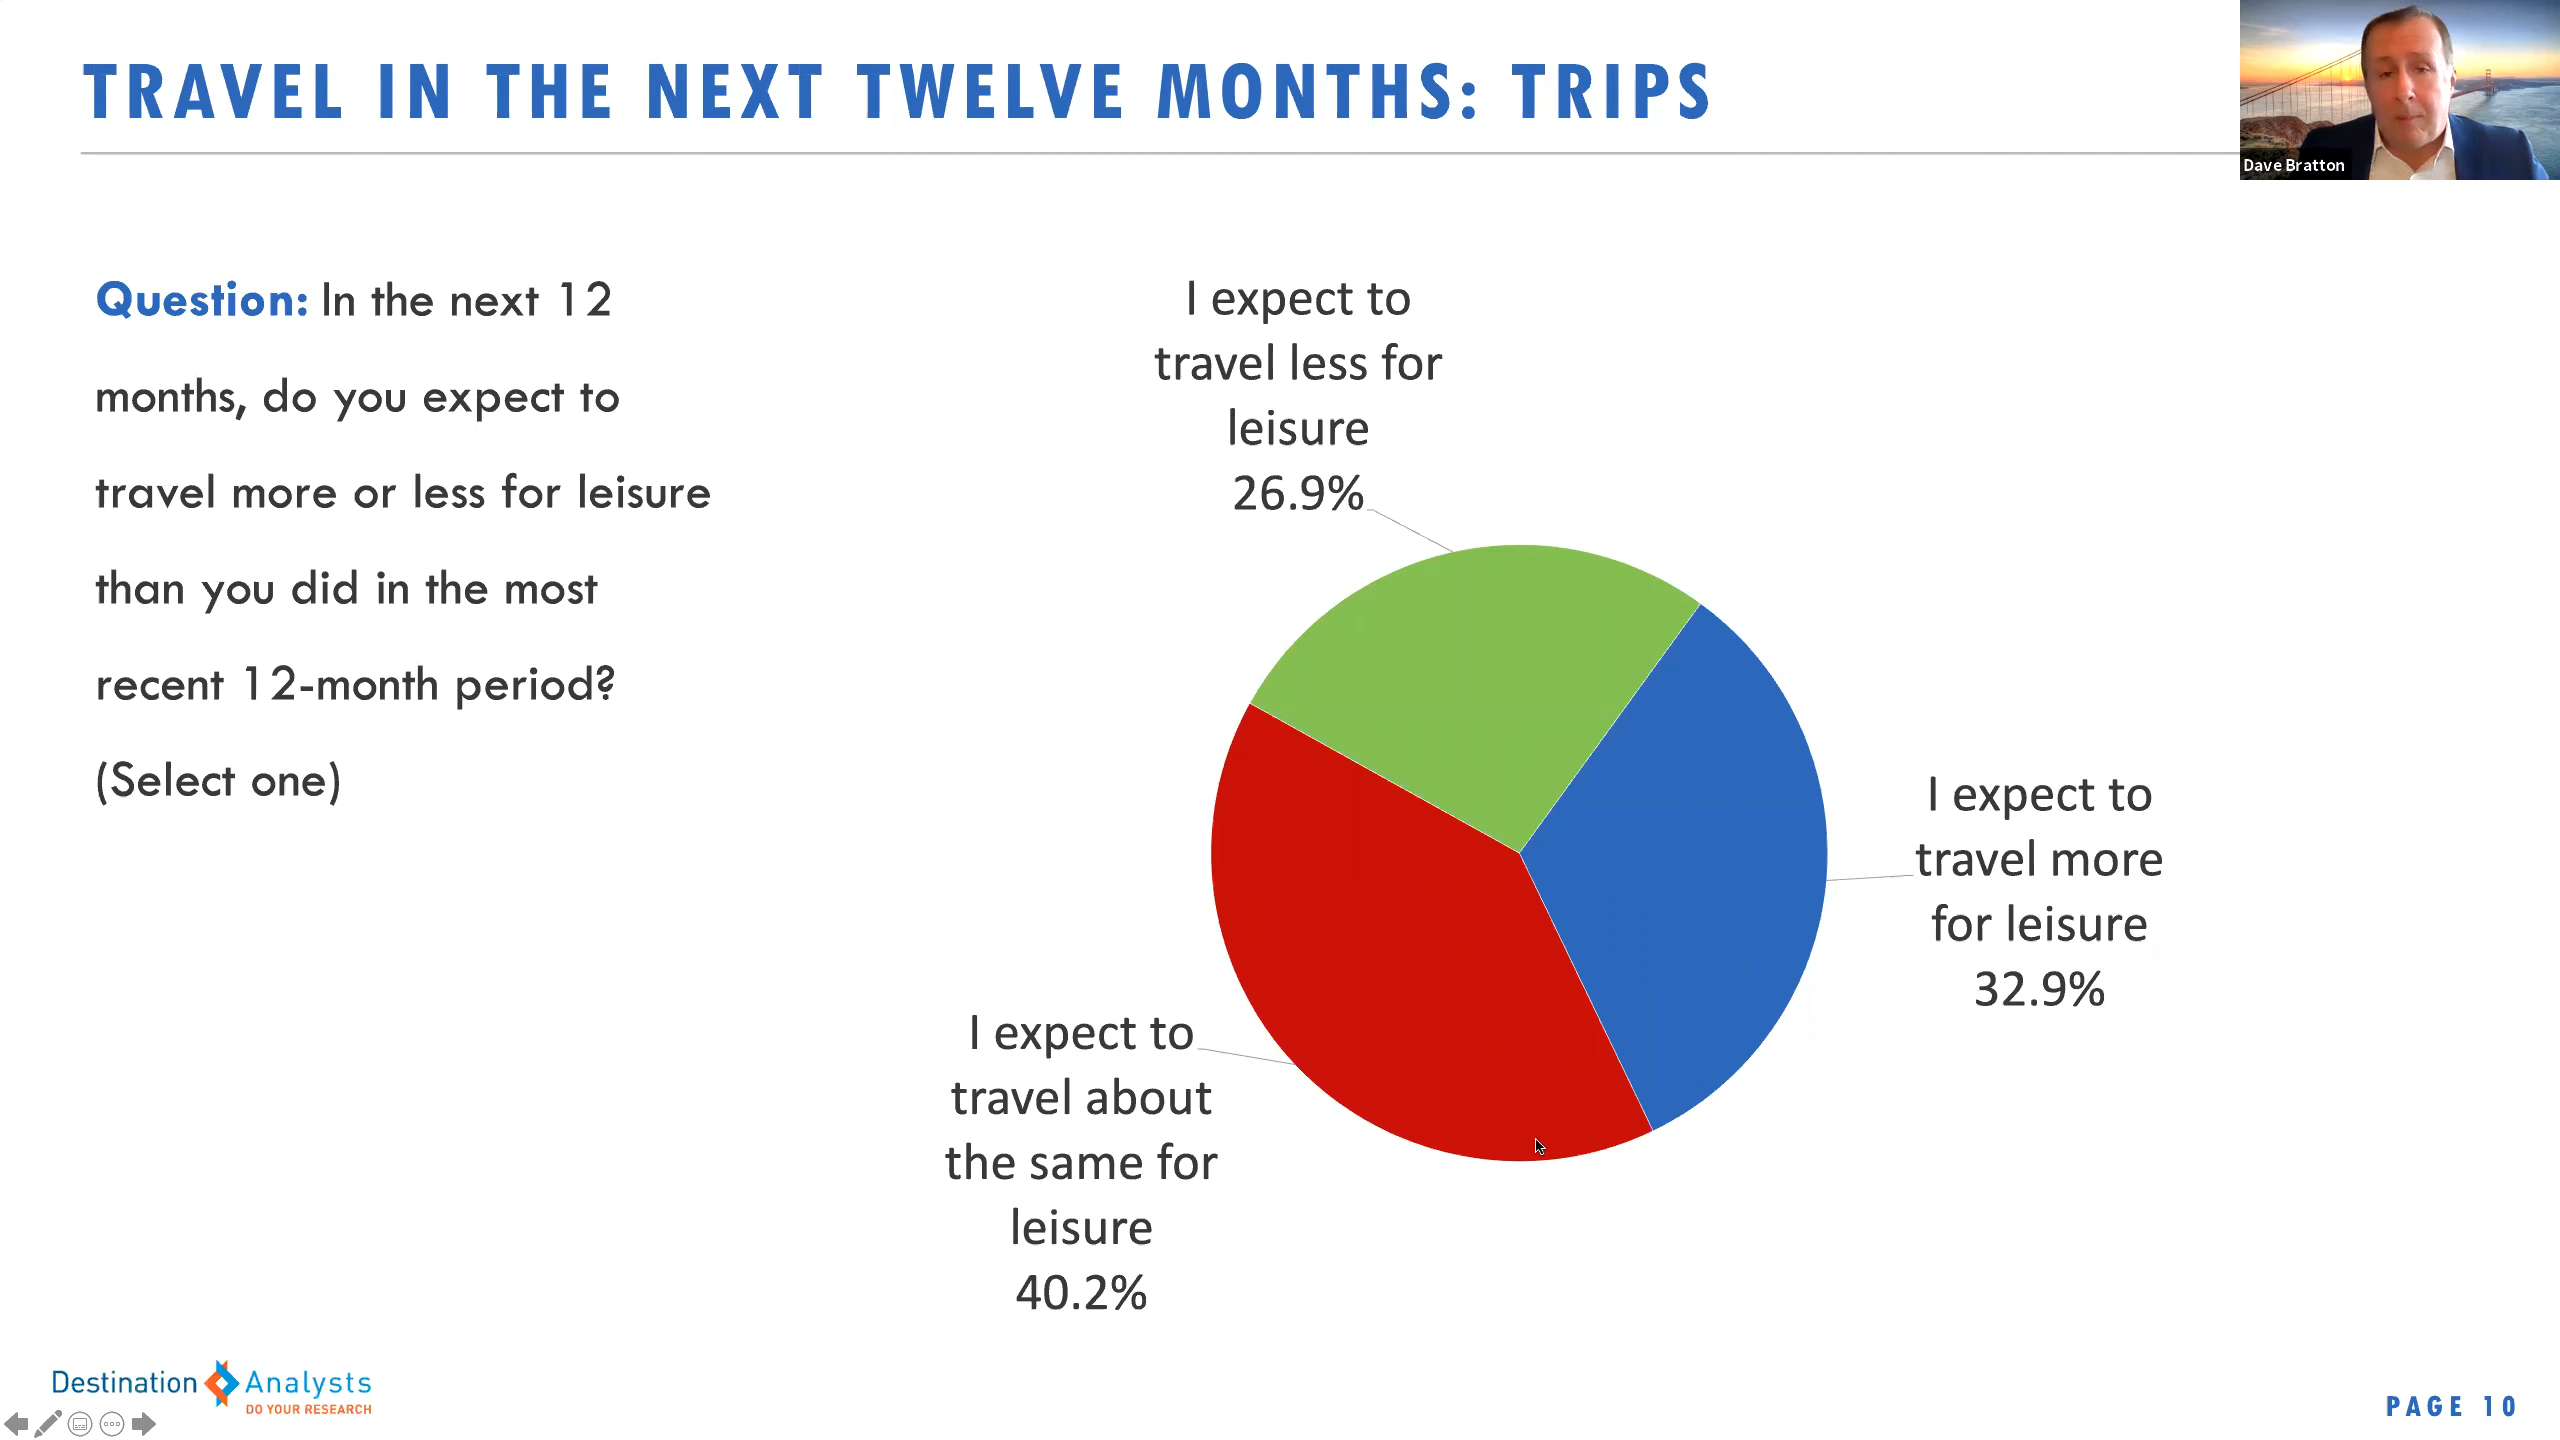 TRAVEL IN THE NEXT TWELVE MONTHS: TRIPS
Dave Bratton
Question: In the next 12
months, do you expect to
travel more or less for leisure
than you did in the most
recent 12-month period?
(Select one)
I expect to
travel less for
leisure
26.9%
I expect to
travel more
for leisure
32.9%
I expect to
travel about
the same for
leisure
40.2%
Destination Analysts
DO YOUR RESEARCH
PAGE 10